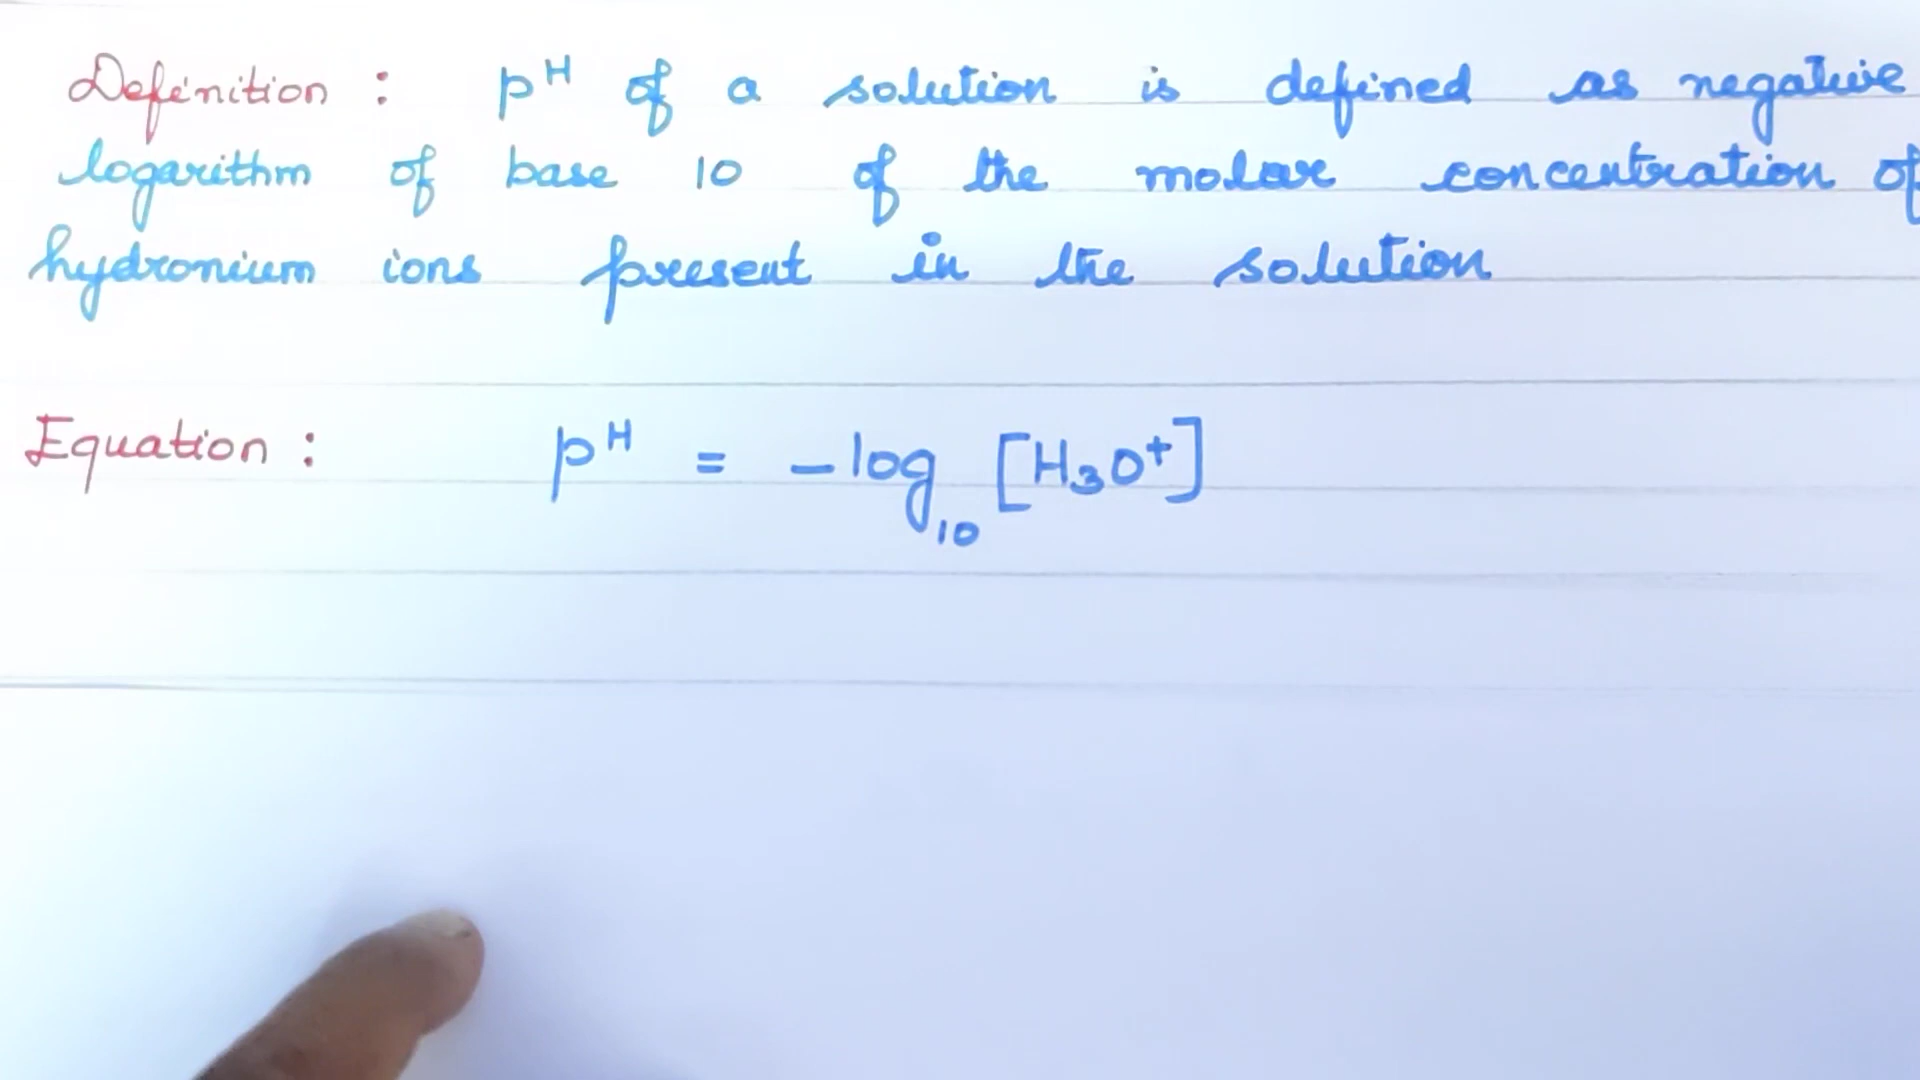 Definition : pᴴ of a solution is defined as negative
logarithm of base 10 of the molar concentration of
hydronium ions present in the solution
Equation : pᴴ = -log₁₀ [H₃O⁺]